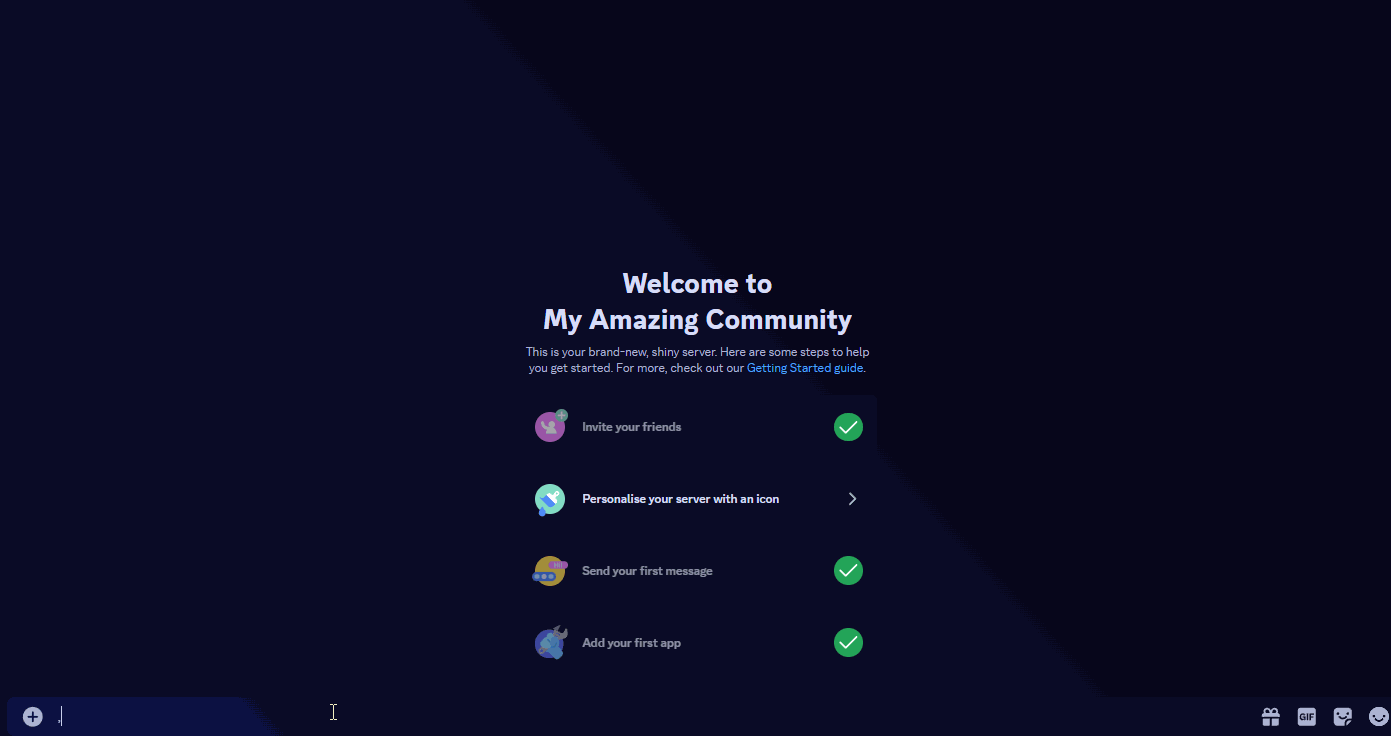 Welcome to
My Amazing Community
This is your brand-new, shiny server. Here are some steps to help
you get started. For more, check out our Getting Started guide.
Invite your friends
Personalise your server with an icon
Send your first message
Add your first app
,
GIF